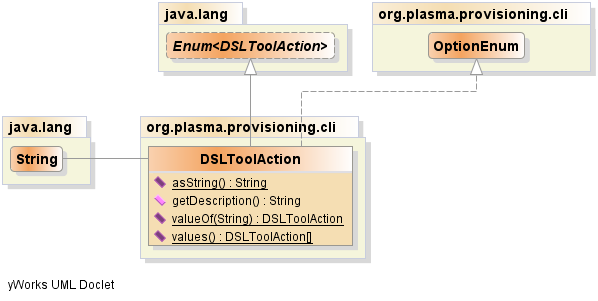 java.lang
org.plasma.provisioning.cli
Enum<DSLToolAction>
OptionEnum
java.lang
org.plasma.provisioning.cli
String
DSLToolAction
asString() : String
getDescription() : String
valueOf(String) : DSLToolAction
values() : DSLToolAction[]
yWorks UML Doclet